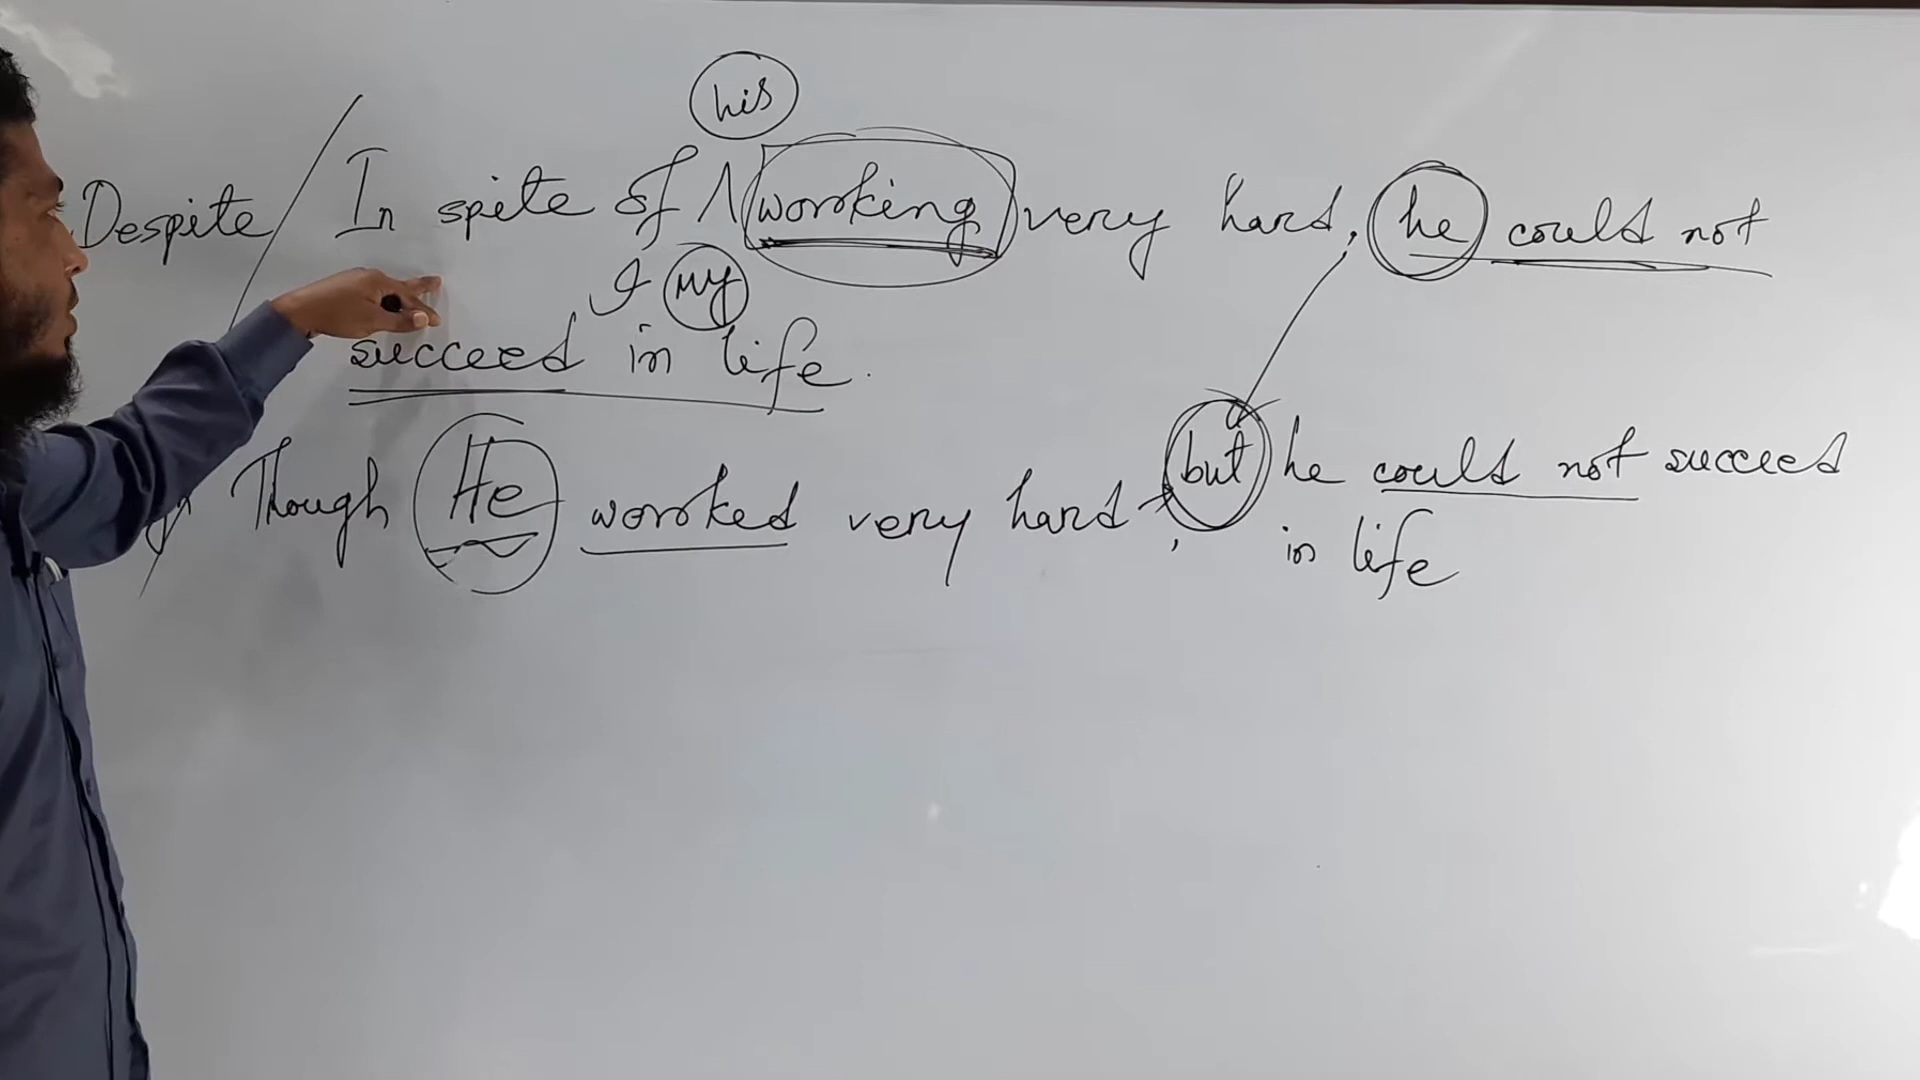 his
Despite / In spite of ∧ working very hard, he could not
I my
succeed in life.
Though He worked very hard, but he could not succeed
in life